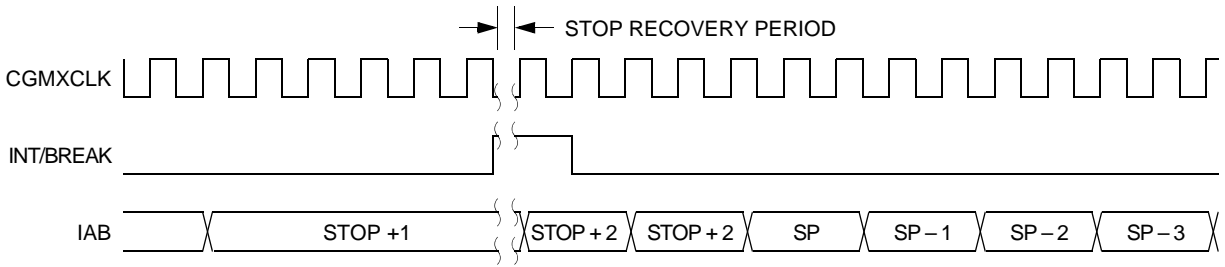 STOP RECOVERY PERIOD
CGMXCLK
INT/BREAK
IAB STOP +1 STOP + 2 STOP + 2 SP SP – 1 SP – 2 SP – 3